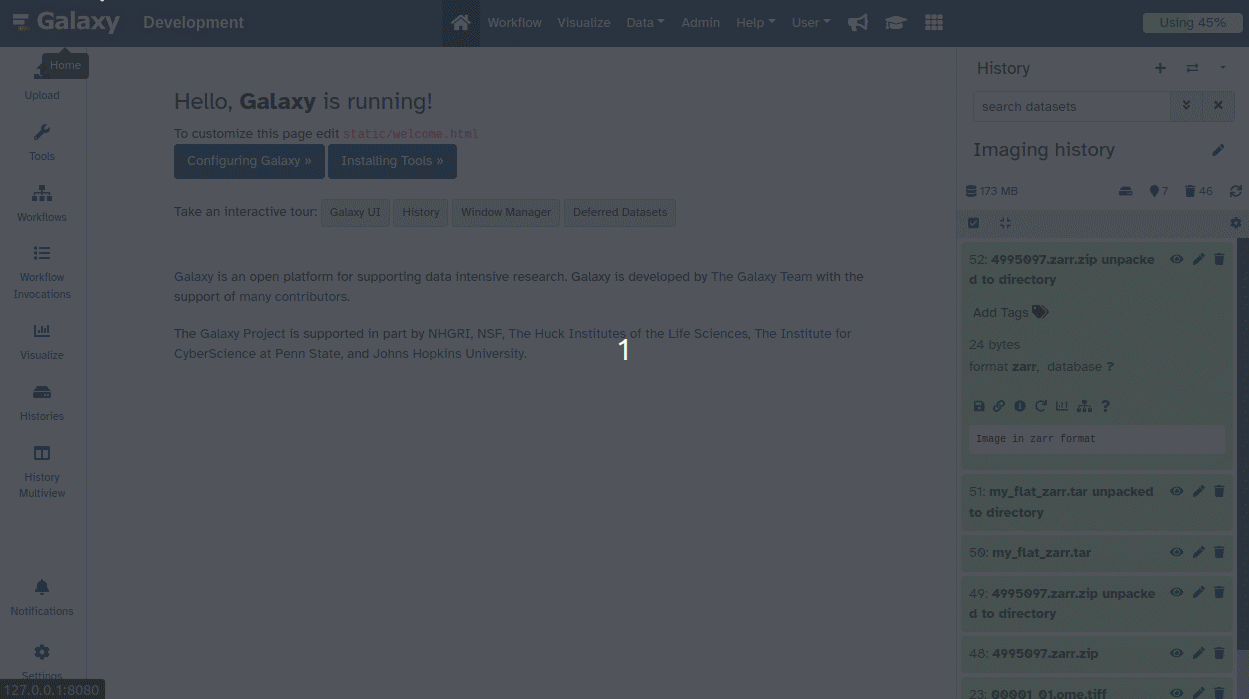 Galaxy Development Workflow Visualize Data Admin Help User Using 45%
Home
Upload
Tools
Workflows
Workflow
Invocations
Visualize
Histories
History
Multiview
Notifications
Settings
127.0.0.1:8080
Hello, Galaxy is running!
To customize this page edit static/welcome.html
Configuring Galaxy » Installing Tools »
Take an interactive tour: Galaxy UI History Window Manager Deferred Datasets
Galaxy is an open platform for supporting data intensive research. Galaxy is developed by The Galaxy Team with the
support of many contributors.
The Galaxy Project is supported in part by NHGRI, NSF, The Huck Institutes of the Life Sciences, The Institute for
CyberScience at Penn State, and Johns Hopkins University.
1
History
search datasets
Imaging history
173 MB 7 46
52: 4995097.zarr.zip unpacke
d to directory
Add Tags
24 bytes
format zarr, database ?
Image in zarr format
51: my_flat_zarr.tar unpacked
to directory
50: my_flat_zarr.tar
49: 4995097.zarr.zip unpacke
d to directory
48: 4995097.zarr.zip
23: 00001_01.ome.tiff